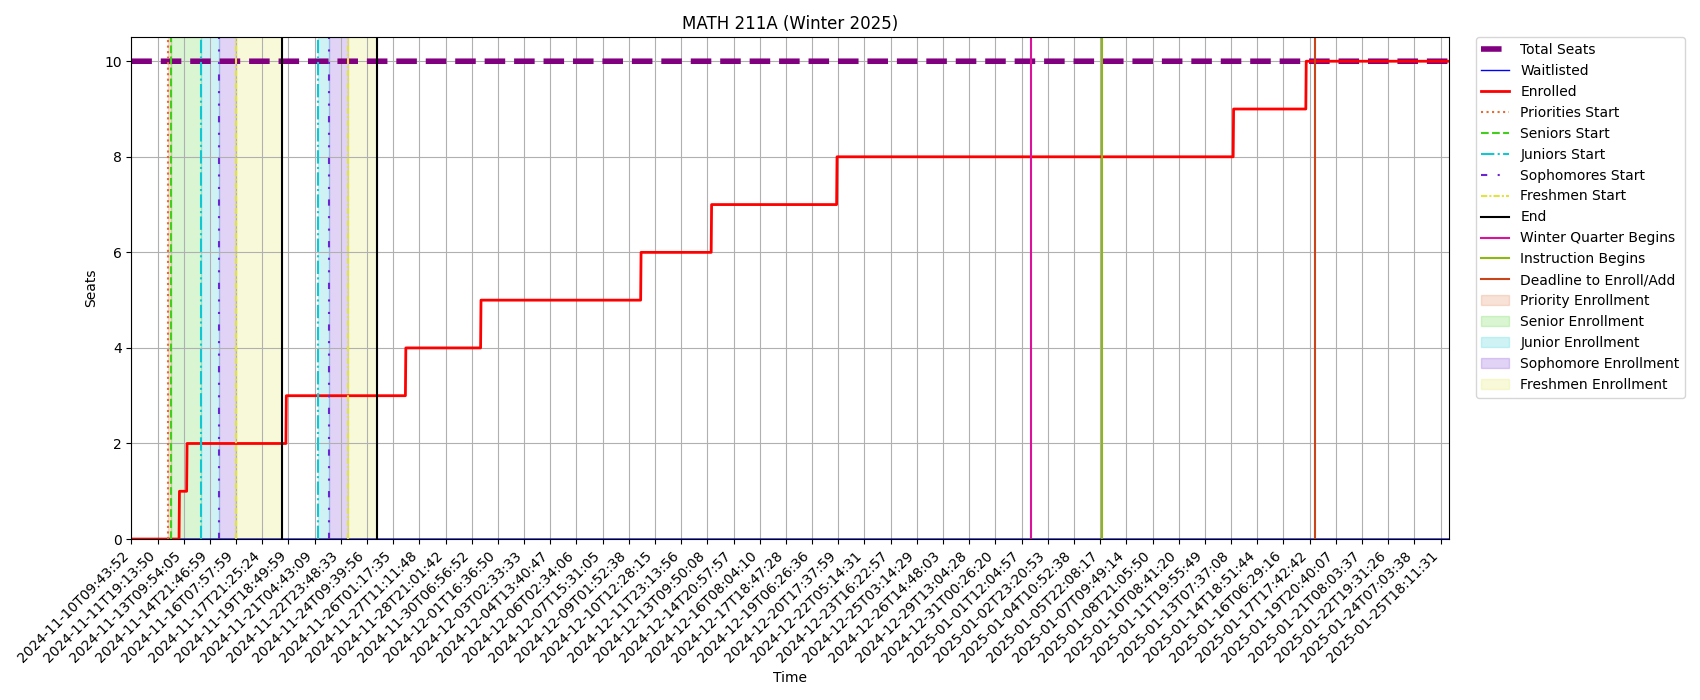 MATH 211A (Winter 2025)
Seats
10
8
6
4
2
0
2024-11-10T09:43:52
2024-11-11T19:13:50
2024-11-13T09:54:05
2024-11-14T21:46:59
2024-11-16T07:57:59
2024-11-17T21:25:24
2024-11-19T18:49:59
2024-11-21T04:43:09
2024-11-22T23:48:33
2024-11-24T09:39:56
2024-11-26T01:17:35
2024-11-27T11:11:48
2024-11-28T21:01:42
2024-11-30T06:56:52
2024-12-01T16:36:50
2024-12-03T02:33:33
2024-12-04T13:40:47
2024-12-06T02:34:06
2024-12-07T15:31:05
2024-12-09T01:52:38
2024-12-10T12:28:15
2024-12-11T23:13:56
2024-12-13T09:50:08
2024-12-14T20:57:57
2024-12-16T08:04:10
2024-12-17T18:47:28
2024-12-19T06:26:36
2024-12-20T17:37:59
2024-12-22T05:14:31
2024-12-23T16:22:57
2024-12-25T03:14:29
2024-12-26T14:48:03
2024-12-29T13:04:28
2024-12-31T00:26:20
2025-01-01T12:04:57
2025-01-02T23:20:53
2025-01-04T10:52:38
2025-01-05T22:08:17
2025-01-07T09:49:14
2025-01-08T21:05:50
2025-01-10T08:41:20
2025-01-11T19:55:49
2025-01-13T07:37:08
2025-01-14T18:51:44
2025-01-16T06:29:16
2025-01-17T17:42:42
2025-01-19T20:40:07
2025-01-21T08:03:37
2025-01-22T19:31:26
2025-01-24T07:03:38
2025-01-25T18:11:31
Time
Total Seats
Waitlisted
Enrolled
Priorities Start
Seniors Start
Juniors Start
Sophomores Start
Freshmen Start
End
Winter Quarter Begins
Instruction Begins
Deadline to Enroll/Add
Priority Enrollment
Senior Enrollment
Junior Enrollment
Sophomore Enrollment
Freshmen Enrollment